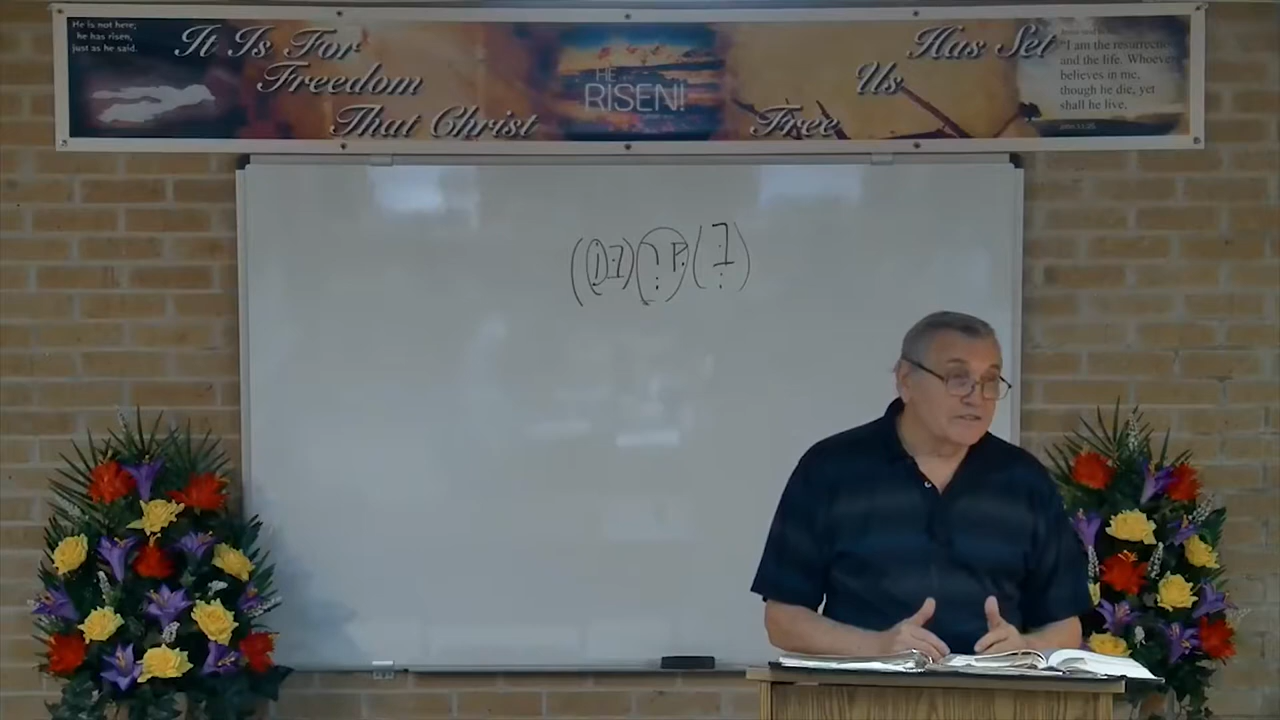 He is not here;
he has risen,
just as he said.
It Is For
Freedom
That Christ
HE
RISEN!
Has Set
Us
Free
"I am the resurrectio
and the life. Whoever
believes in me,
though he die, yet
shall he live.